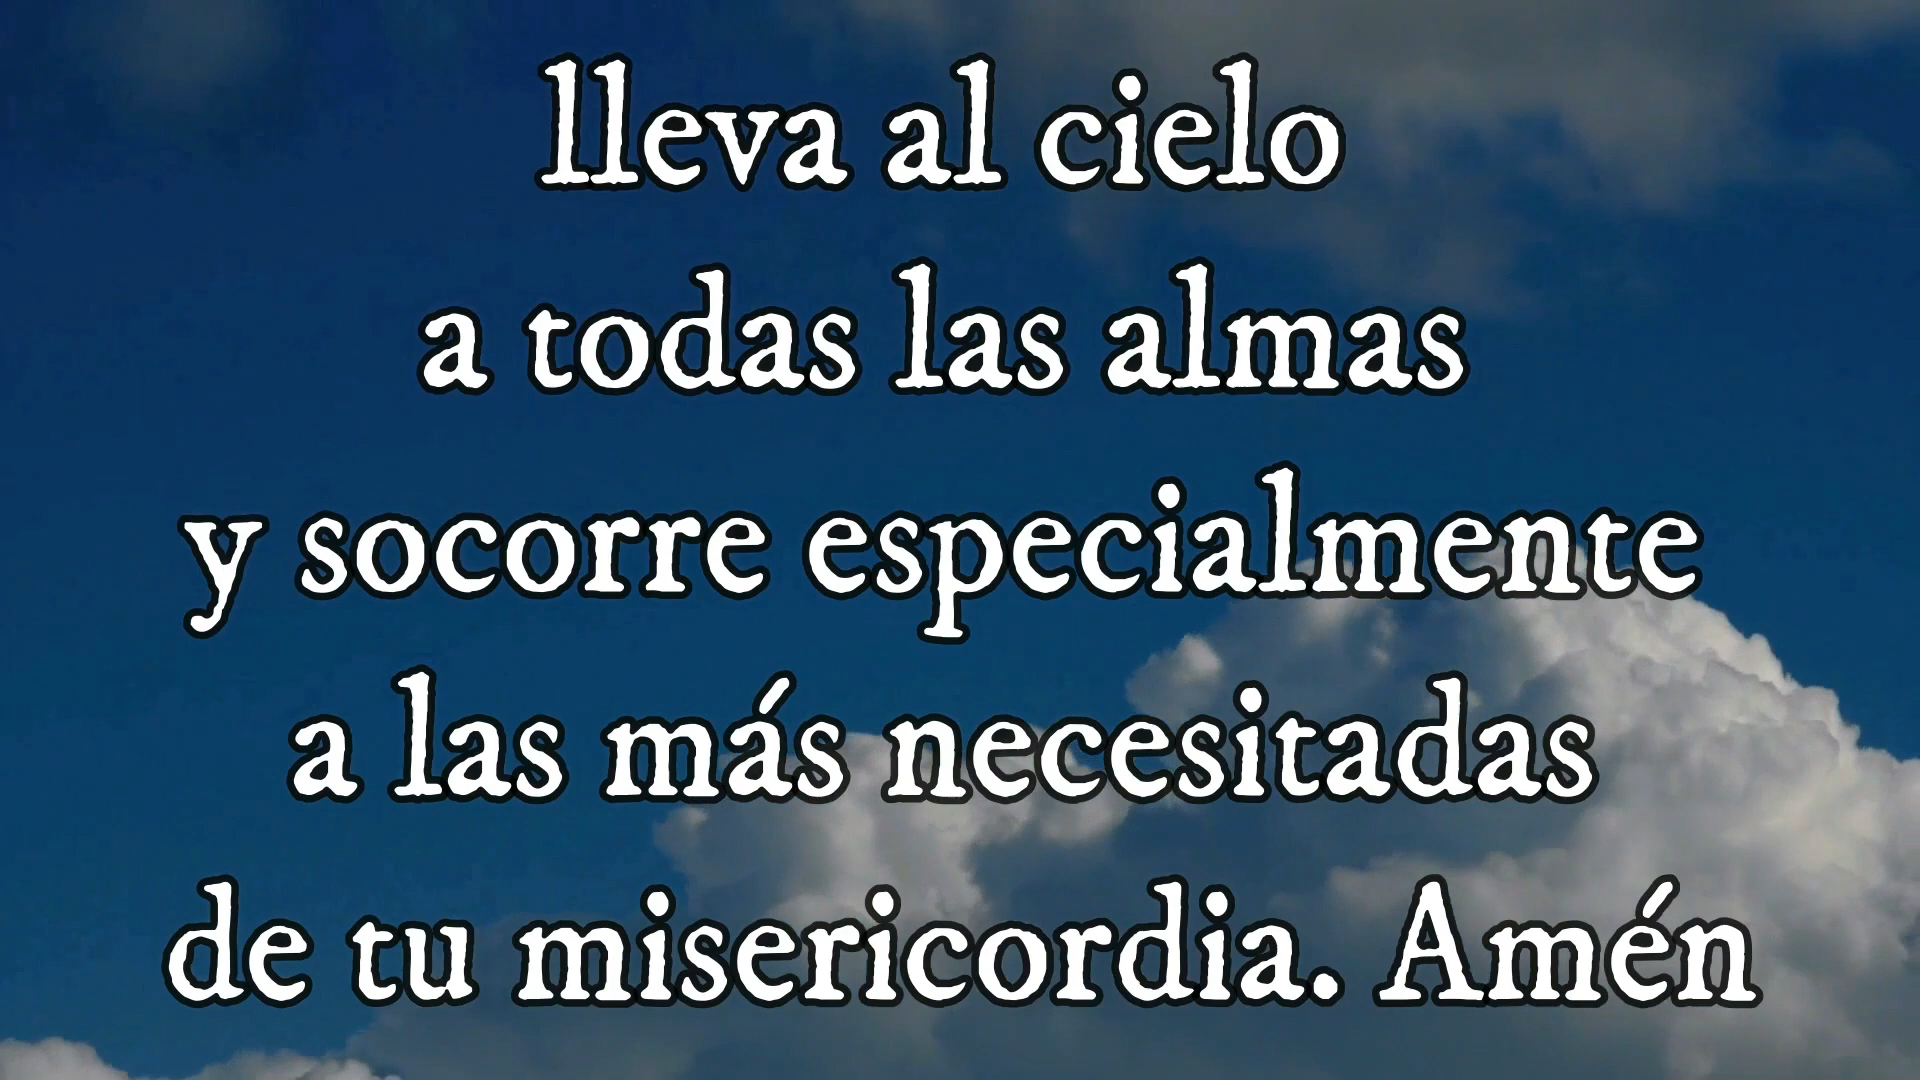 lleva al cielo
a todas las almas
y socorre especialmente
a las más necesitadas
de tu misericordia. Amén